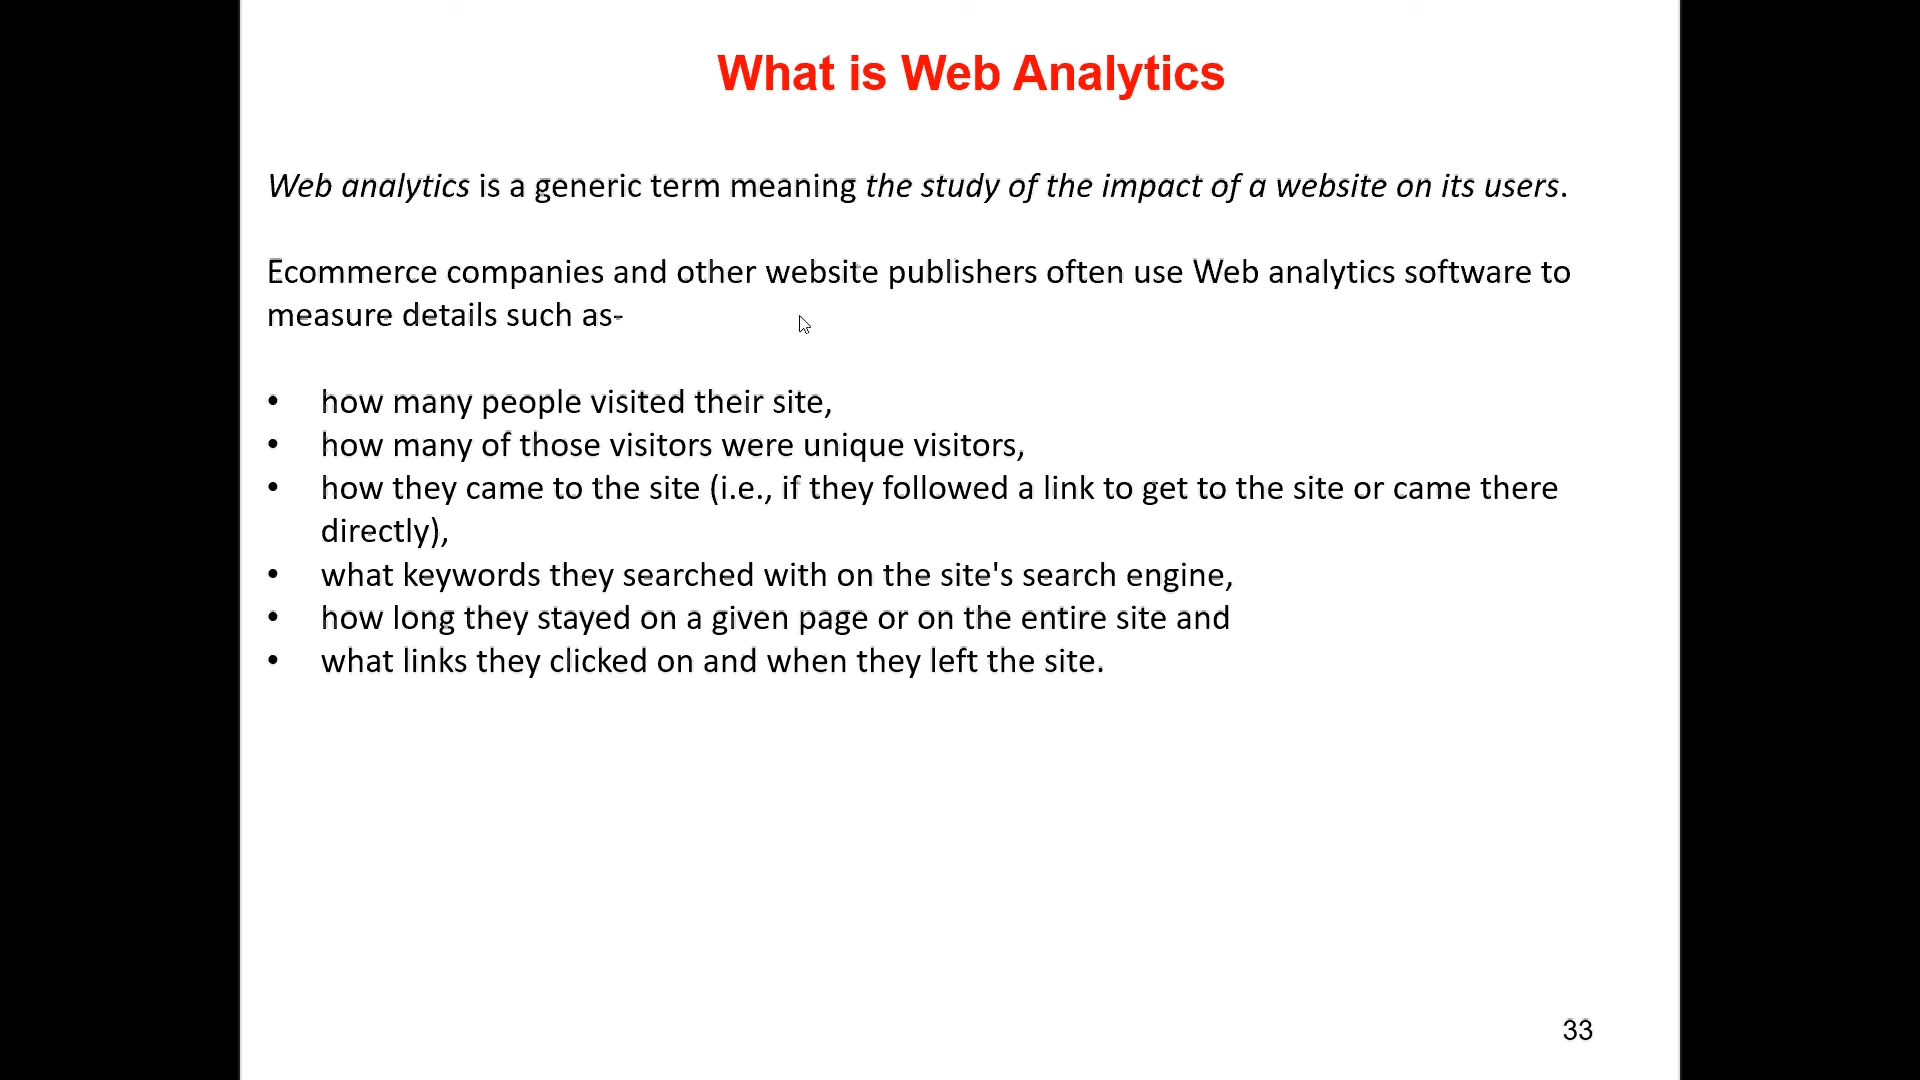 What is Web Analytics
Web analytics is a generic term meaning the study of the impact of a website on its users.
Ecommerce companies and other website publishers often use Web analytics software to
measure details such as-
• how many people visited their site,
• how many of those visitors were unique visitors,
• how they came to the site (i.e., if they followed a link to get to the site or came there
directly),
• what keywords they searched with on the site's search engine,
• how long they stayed on a given page or on the entire site and
• what links they clicked on and when they left the site.
33